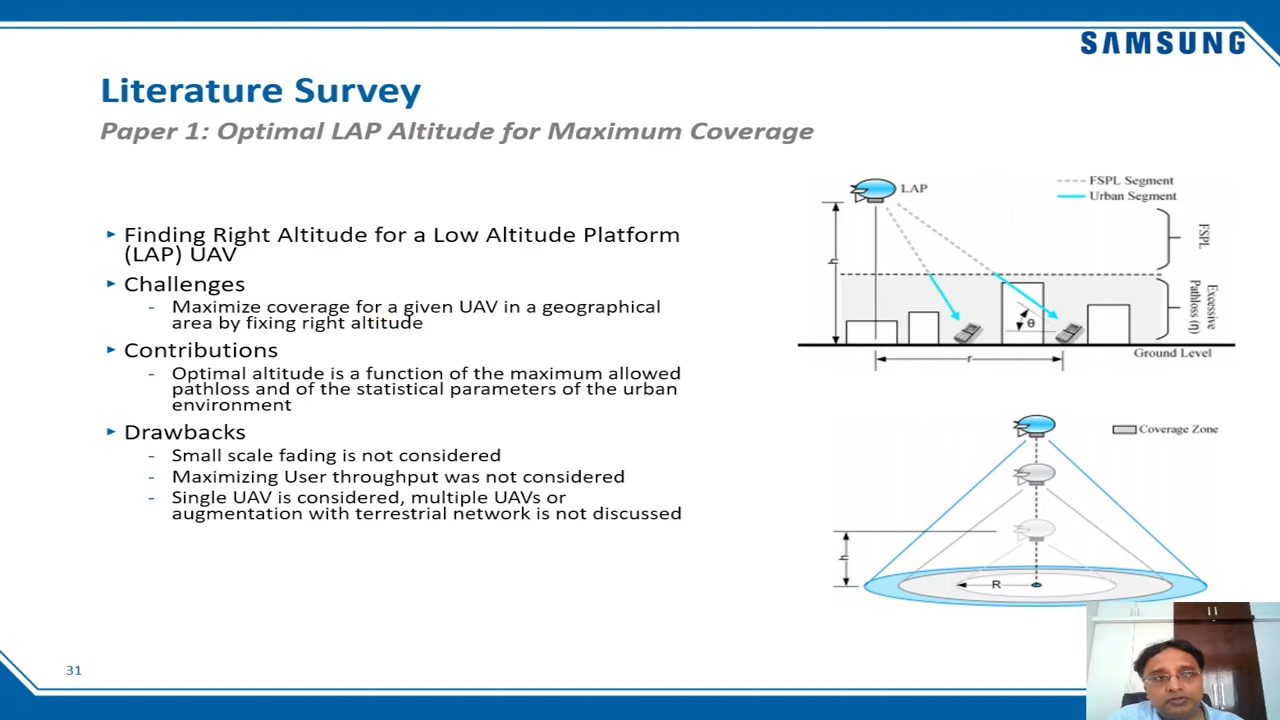 SAMSUNG
Literature Survey
Paper 1: Optimal LAP Altitude for Maximum Coverage
Finding Right Altitude for a Low Altitude Platform
(LAP) UAV
Challenges
- Maximize coverage for a given UAV in a geographical
area by fixing right altitude
Contributions
- Optimal altitude is a function of the maximum allowed
pathloss and of the statistical parameters of the urban
environment
Drawbacks
- Small scale fading is not considered
- Maximizing User throughput was not considered
- Single UAV is considered, multiple UAVs or
augmentation with terrestrial network is not discussed
LAP
FSPL Segment
Urban Segment
h
FSPL
Excessive
Pathloss (η)
θ
Ground Level
r
Coverage Zone
h
R
31